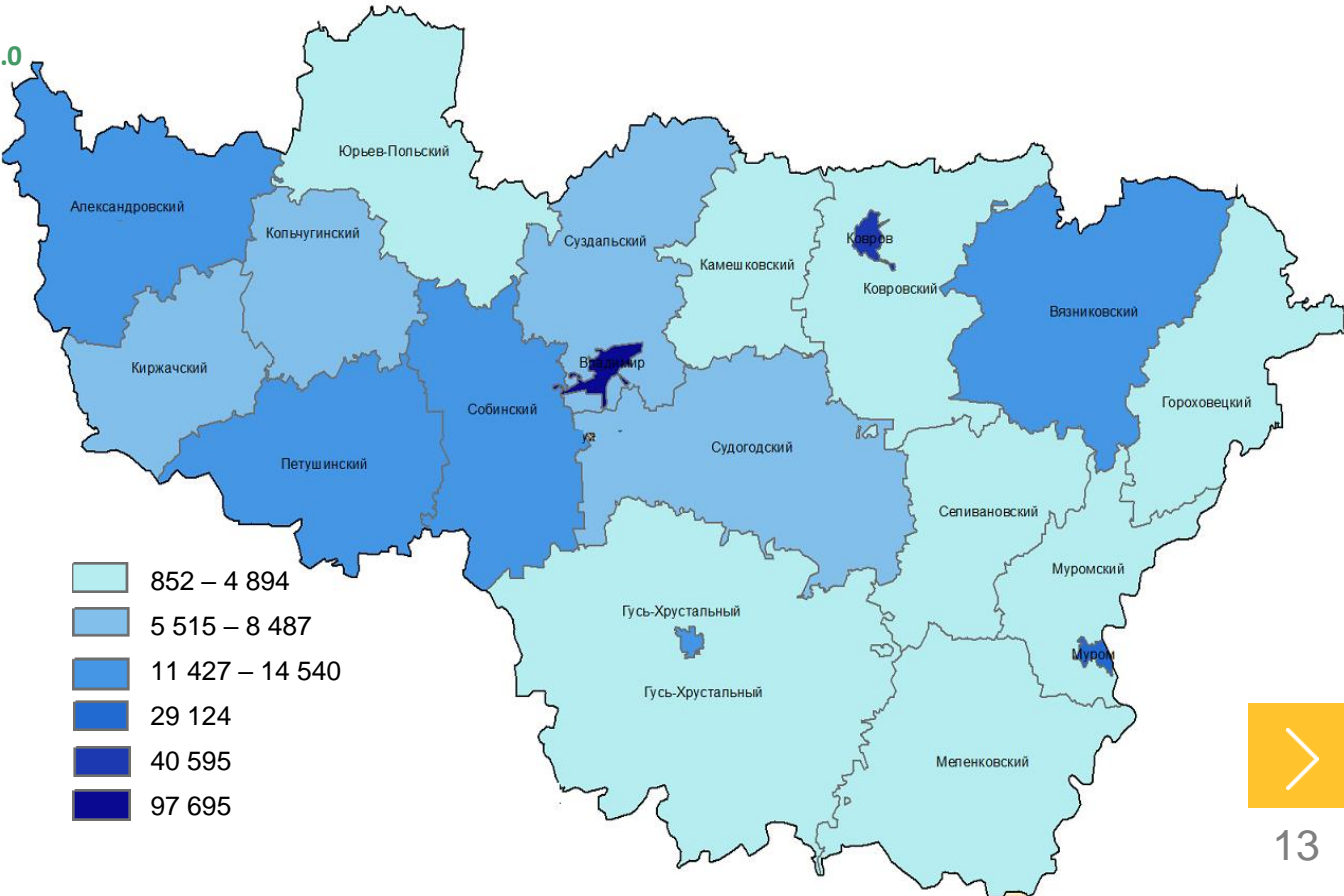 .0
Юрьев-Польский
Александровский
Кольчугинский
Суздальский
Камешковский
Ковров
Ковровский
Вязниковский
Киржачский
Владимир
Гороховецкий
Собинский
Судогодский
Петушинский
Селивановский
Муромский
852 – 4 894
5 515 – 8 487
11 427 – 14 540
29 124
40 595
97 695
Гусь-Хрустальный
Муром
Гусь-Хрустальный
Меленковский
13